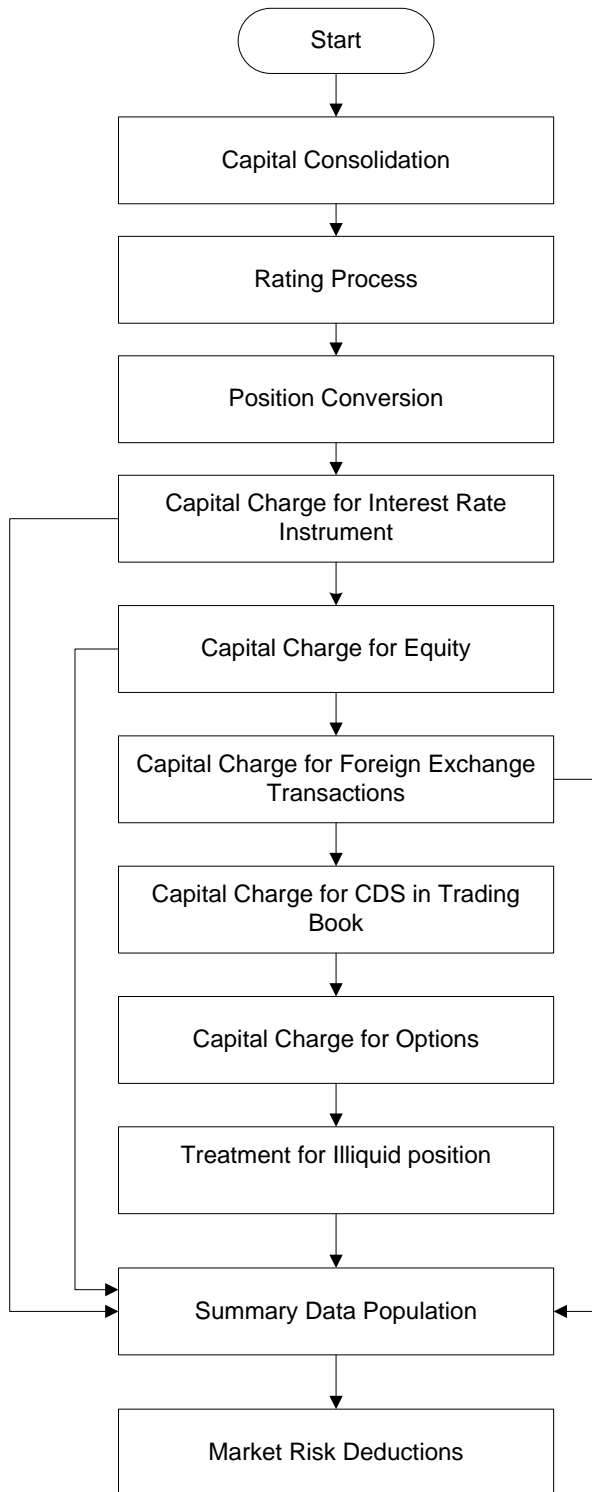 Start
Capital Consolidation
Rating Process
Position Conversion
Capital Charge for Interest Rate
Instrument
Capital Charge for Equity
Capital Charge for Foreign Exchange
Transactions
Capital Charge for CDS in Trading
Book
Capital Charge for Options
Treatment for Illiquid position
Summary Data Population
Market Risk Deductions